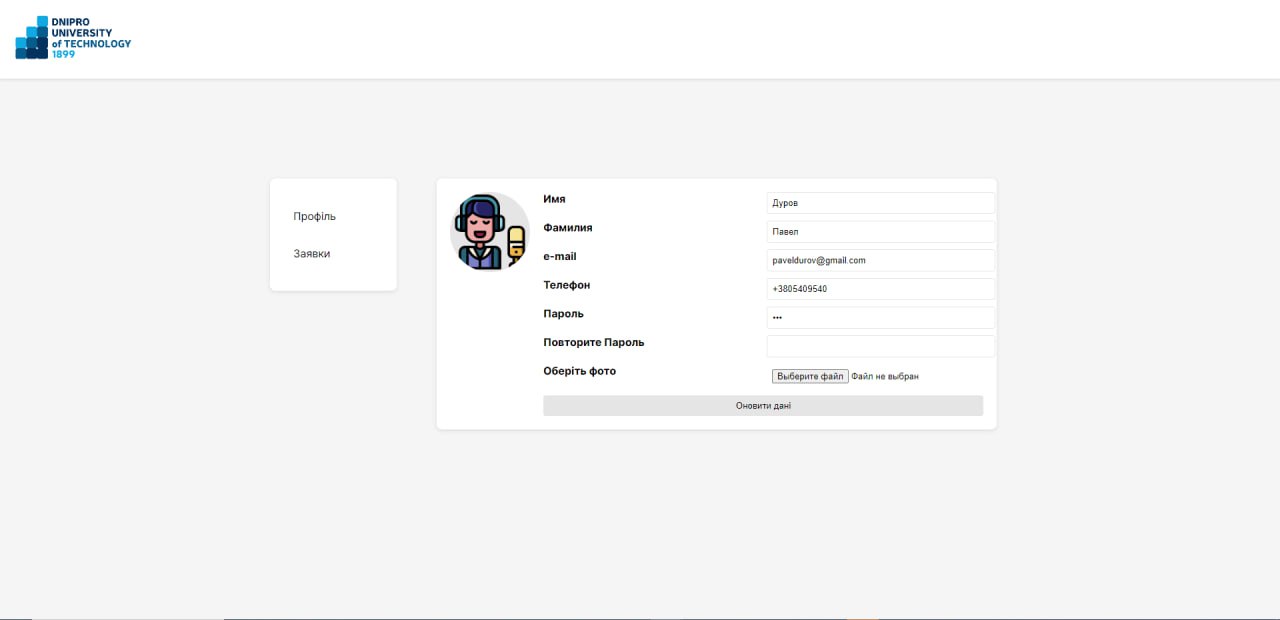 DNIPRO
UNIVERSITY
of TECHNOLOGY
1899
Профіль
Заявки
Имя
Дуров
Фамилия
Павел
e-mail
paveldurov@gmail.com
Телефон
+3805409540
Пароль
•••
Повторите Пароль
Оберіть фото
Выберите файл Файл не выбран
Оновити дані